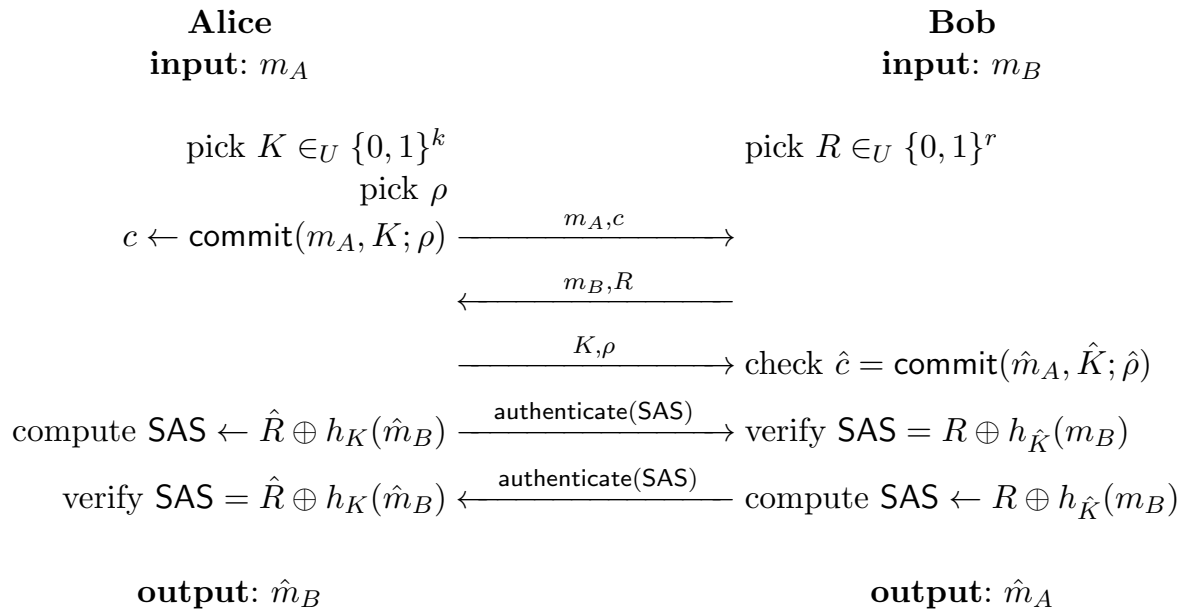 Alice Bob
input: m_A input: m_B
pick K ∈_U {0, 1}^k pick R ∈_U {0, 1}^r
pick ρ
c ← commit(m_A, K; ρ) m_A,c
m_B,R
K,ρ check ĉ = commit(m̂_A, K̂; ρ̂)
compute SAS ← R̂ ⊕ h_K(m̂_B) authenticate(SAS) verify SAS = R ⊕ h_K̂(m_B)
verify SAS = R̂ ⊕ h_K(m̂_B) authenticate(SAS) compute SAS ← R ⊕ h_K̂(m_B)
output: m̂_B output: m̂_A